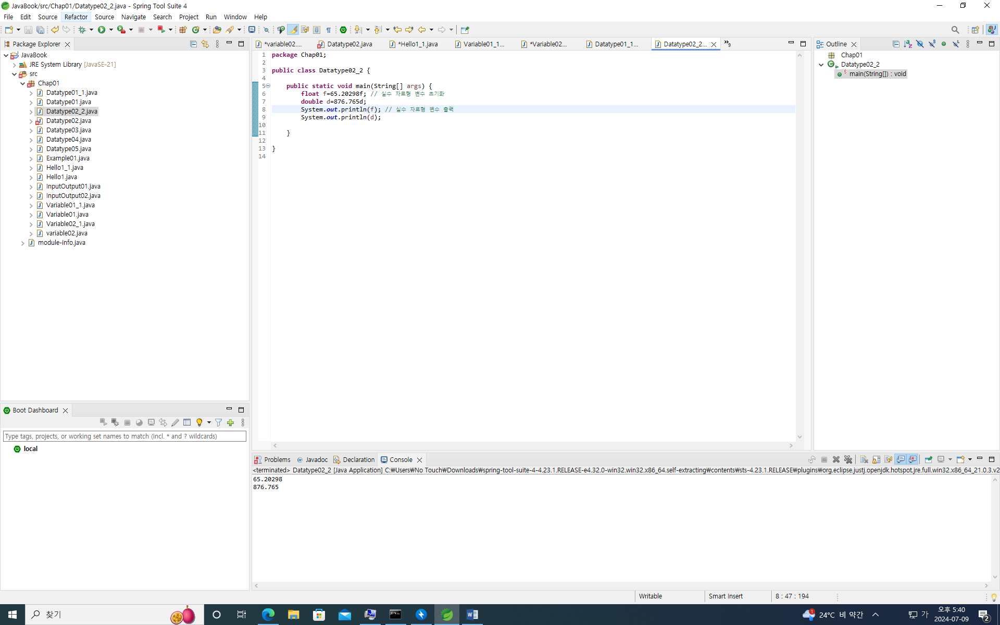 JavaBook/src/Chap01/Datatype02_2.java - Spring Tool Suite 4
File Edit Source Refactor Source Navigate Search Project Run Window Help
Package Explorer
JavaBook
JRE System Library [JavaSE-21]
src
Chap01
Datatype01_1.java
Datatype01.java
Datatype02_2.java
Datatype02.java
Datatype03.java
Datatype04.java
Datatype05.java
Example01.java
Hello1_1.java
Hello1.java
InputOutput01.java
InputOutput02.java
Variable01_1.java
Variable01.java
Variable02_1.java
variable02.java
module-info.java
*variable02.... Datatype02.java *Hello1_1.java Variable01_1... *Variable02... Datatype01_1... Datatype02_2... »9
1 package Chap01;
2
3 public class Datatype02_2 {
4
5 public static void main(String[] args) {
6 float f=65.20298f; // 실수 자료형 변수 초기화
7 double d=876.765d;
8 System.out.println(f); // 실수 자료형 변수 출력
9 System.out.println(d);
10
11 }
12
13 }
14
Outline
Chap01
Datatype02_2
main(String[]) : void
Boot Dashboard
Type tags, projects, or working set names to match (incl. * and ? wildcards)
local
Problems @ Javadoc Declaration Console
<terminated> Datatype02_2 [Java Application] C:₩Users₩No Touch₩Downloads₩spring-tool-suite-4-4.23.1.RELEASE-e4.32.0-win32.win32.x86_64.self-extracting₩contents₩sts-4.23.1.RELEASE₩plugins₩org.eclipse.justj.openjdk.hotspot.jre.full.win32.x86_64_21.0.3.v2
65.20298
876.765
Writable Smart Insert 8 : 47 : 194
찾기
1 24°C 비 약간 가 오후 5:40
2024-07-09 2